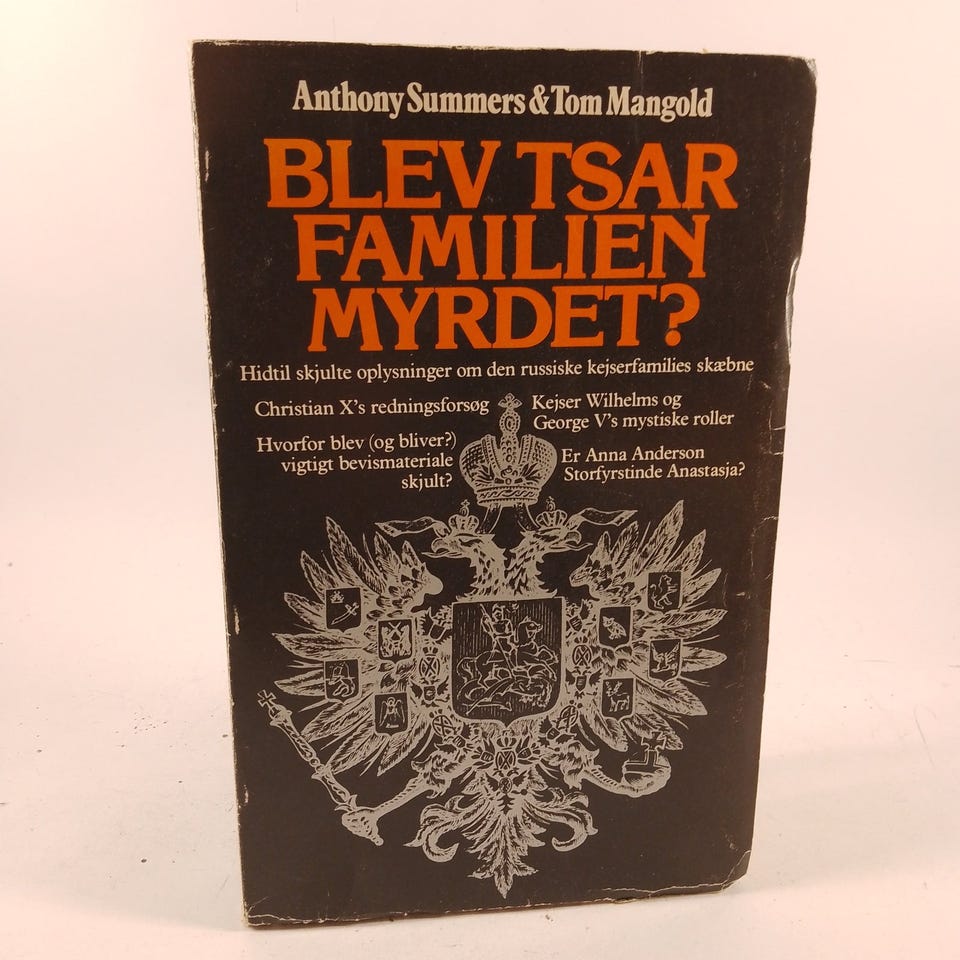 Anthony Summers & Tom Mangold
BLEV TSAR
FAMILIEN
MYRDET?
Hidtil skjulte oplysninger om den russiske kejserfamilies skæbne
Christian X's redningsforsøg
Hvorfor blev (og bliver?)
vigtigt bevismateriale
skjult?
Kejser Wilhelms og
George V's mystiske roller
Er Anna Anderson
Storfyrstinde Anastasja?